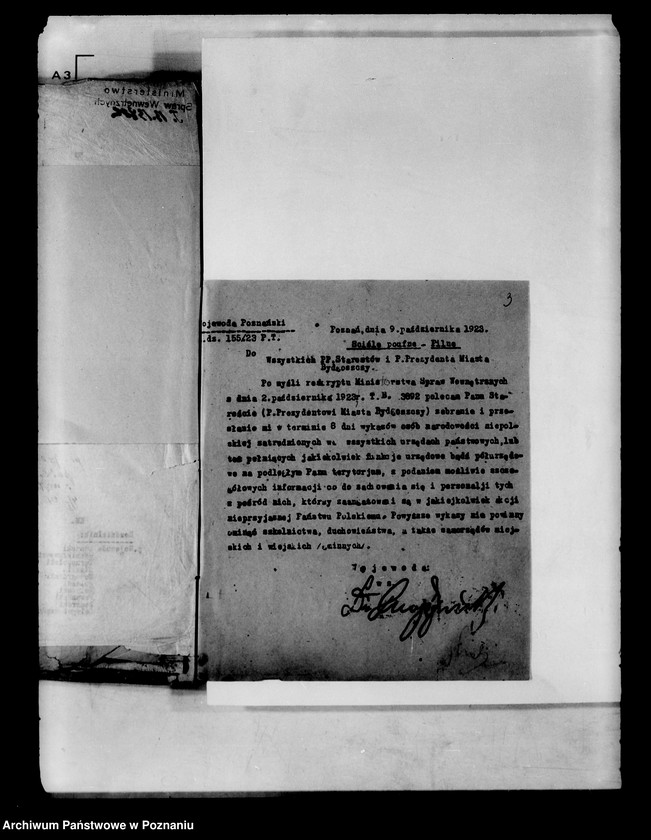 A3
Ministerstwo
Spraw Wewnętrznych
3
ojewoda Poznański
.dz. 155/23 P.T.
Poznań, dnia 9.października 1923.
Ściśle poufne - Pilne
Do
Wszystkich PP.Starostów i P.Prezydenta Miasta
Bydgoszczy.
Po myśli reskryptu Ministerstwa Spraw Wewnętrznych
z dnia 2.października 1923r. T.B. 3892 polecam Panu Sta-
roście (P.Prezydentowi Miasta Bydgoszczy) zebranie i prze-
słanie mi w terminie 8 dni wykazów osób narodowości niepol-
skiej zatrudnionych we wszystkich urzędach państwowych, lub
też pełniących jakiekolwiek funkcje urzędowe bądź półurzędo-
we na podległym Panu terytorjum, z podaniem możliwie szcze-
gółowych informacji co do zachowania się i personalji tych
z pośród nich, którzy zaangażowani są w jakiejkolwiek akcji
nieprzyjaznej Państwu Polskiemu. Powyższe wykazy nie powinny
ominąć szkolnictwa, duchowieństwa, a także samorządów miej-
skich i wiejskich /gminnych/.
Wojewoda:
Archiwum Państwowe w Poznaniu